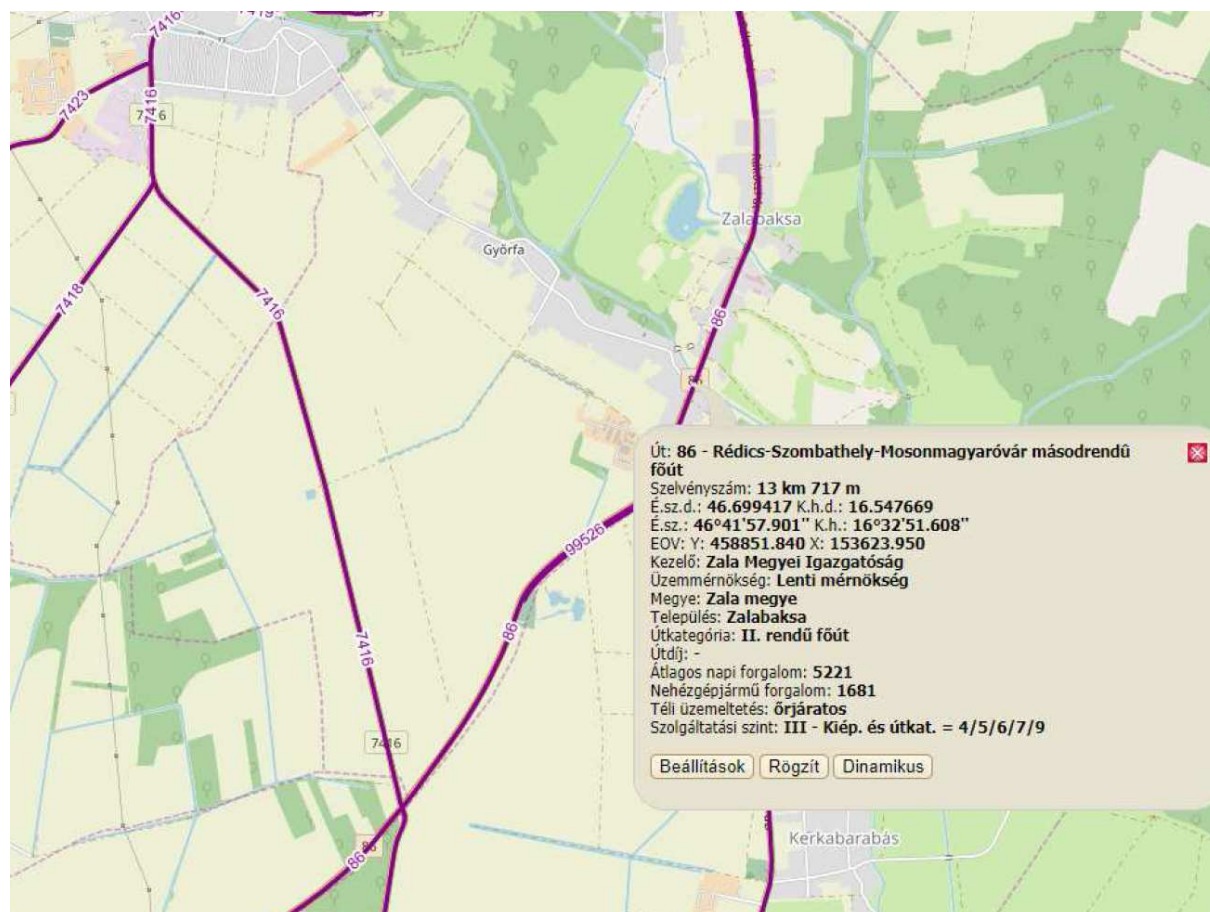 7416
7419
7423
7416
7416
Zalabaksa
Győrfa
7418
7416
86
86
99526
86
7416
7416
86
86
Kerkabarabás
Út: 86 - Rédics-Szombathely-Mosonmagyaróvár másodrendű
főút
Szelvényszám: 13 km 717 m
É.sz.d.: 46.699417 K.h.d.: 16.547669
É.sz.: 46°41'57.901" K.h.: 16°32'51.608"
EOV: Y: 458851.840 X: 153623.950
Kezelő: Zala Megyei Igazgatóság
Üzemmérnökség: Lenti mérnökség
Megye: Zala megye
Település: Zalabaksa
Útkategória: II. rendű főút
Útdíj: -
Átlagos napi forgalom: 5221
Nehézgépjármű forgalom: 1681
Téli üzemeltetés: őrjáratos
Szolgáltatási szint: III - Kiép. és útkat. = 4/5/6/7/9
Beállítások Rögzít Dinamikus